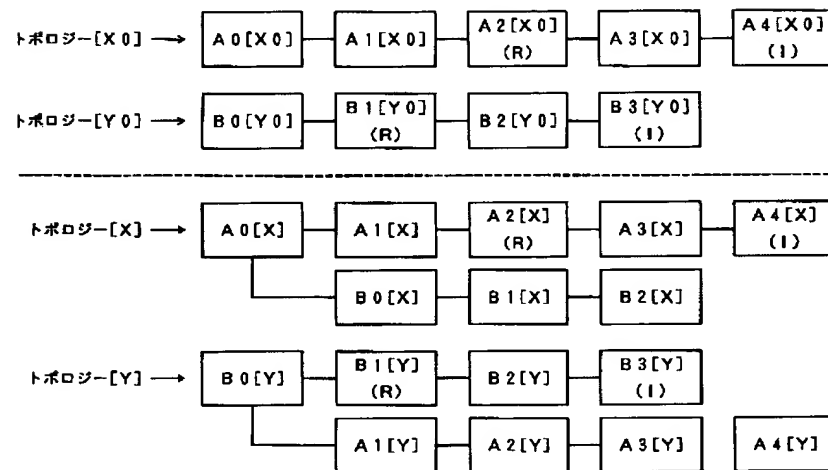 トポロジー[X0] → A0[X0] A1[X0] A2[X0] A3[X0] A4[X0]
(R) (I)
トポロジー[Y0] → B0[Y0] B1[Y0] B2[Y0] B3[Y0]
(R) (I)
トポロジー[X] → A0[X] A1[X] A2[X] A3[X] A4[X]
(R) (I)
B0[X] B1[X] B2[X]
トポロジー[Y] → B0[Y] B1[Y] B2[Y] B3[Y]
(R) (I)
A1[Y] A2[Y] A3[Y] A4[Y]